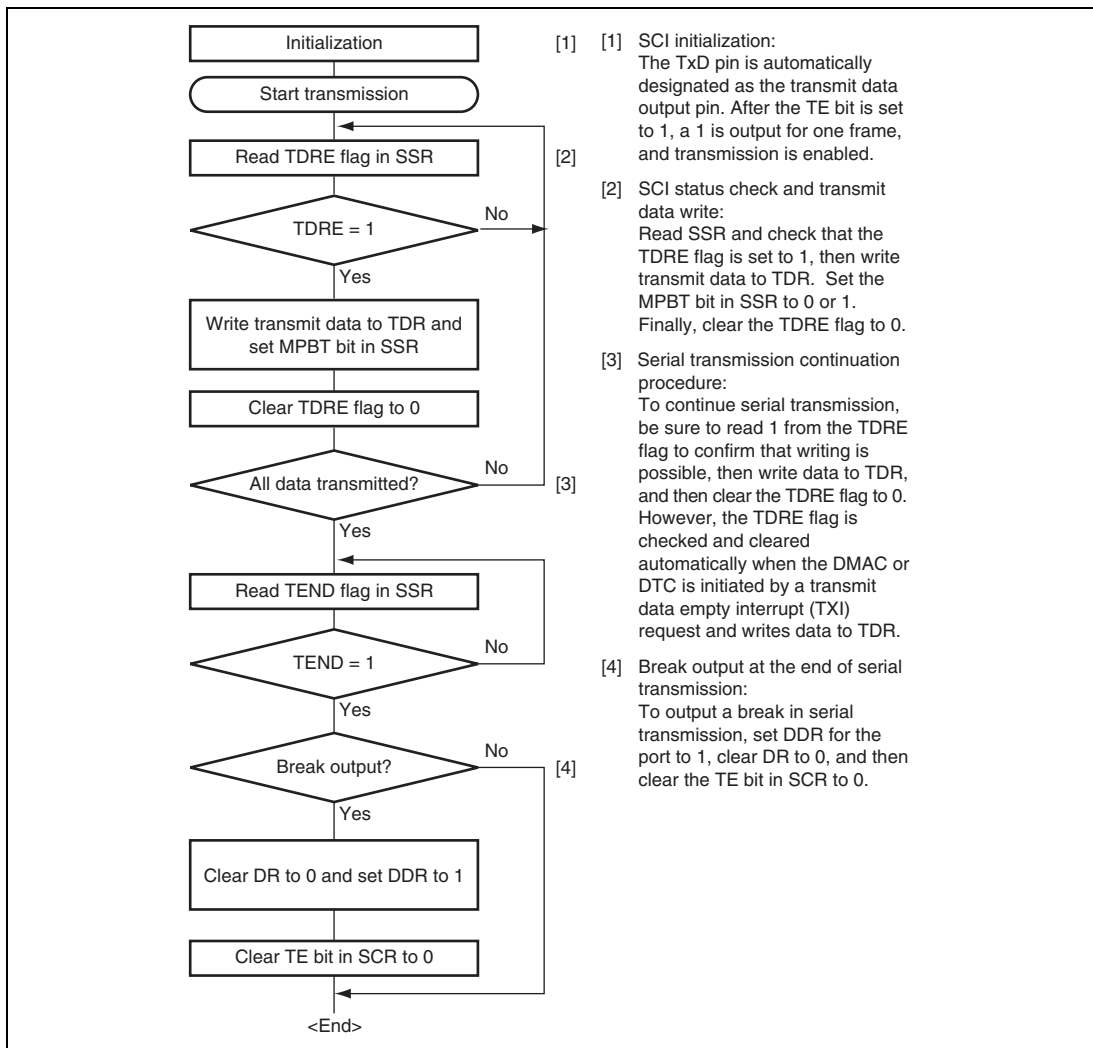 Initialization
[1]
Start transmission
Read TDRE flag in SSR
[2]
TDRE = 1
No
Yes
Write transmit data to TDR and
set MPBT bit in SSR
Clear TDRE flag to 0
All data transmitted?
No
[3]
Yes
Read TEND flag in SSR
TEND = 1
No
Yes
Break output?
No
[4]
Yes
Clear DR to 0 and set DDR to 1
Clear TE bit in SCR to 0
<End>
[1] SCI initialization:
The TxD pin is automatically
designated as the transmit data
output pin. After the TE bit is set
to 1, a 1 is output for one frame,
and transmission is enabled.
[2] SCI status check and transmit
data write:
Read SSR and check that the
TDRE flag is set to 1, then write
transmit data to TDR. Set the
MPBT bit in SSR to 0 or 1.
Finally, clear the TDRE flag to 0.
[3] Serial transmission continuation
procedure:
To continue serial transmission,
be sure to read 1 from the TDRE
flag to confirm that writing is
possible, then write data to TDR,
and then clear the TDRE flag to 0.
However, the TDRE flag is
checked and cleared
automatically when the DMAC or
DTC is initiated by a transmit
data empty interrupt (TXI)
request and writes data to TDR.
[4] Break output at the end of serial
transmission:
To output a break in serial
transmission, set DDR for the
port to 1, clear DR to 0, and then
clear the TE bit in SCR to 0.